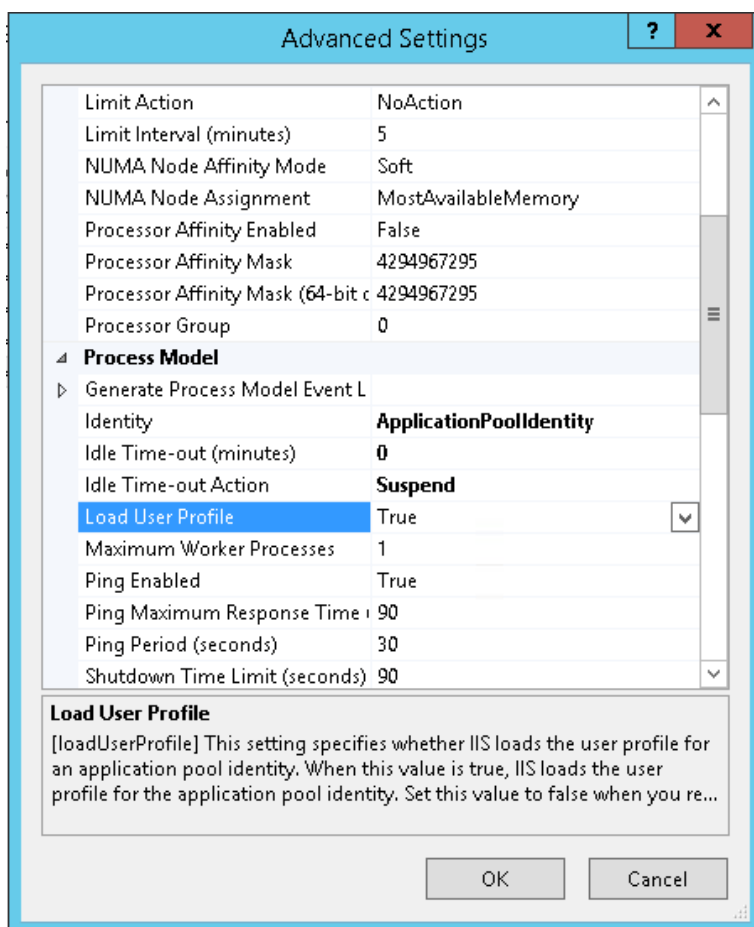 Advanced Settings
? x
Limit Action NoAction
Limit Interval (minutes) 5
NUMA Node Affinity Mode Soft
NUMA Node Assignment MostAvailableMemory
Processor Affinity Enabled False
Processor Affinity Mask 4294967295
Processor Affinity Mask (64-bit c 4294967295
Processor Group 0
Process Model
Generate Process Model Event L
Identity ApplicationPoolIdentity
Idle Time-out (minutes) 0
Idle Time-out Action Suspend
Load User Profile True
Maximum Worker Processes 1
Ping Enabled True
Ping Maximum Response Time ( 90
Ping Period (seconds) 30
Shutdown Time Limit (seconds) 90
Load User Profile
[loadUserProfile] This setting specifies whether IIS loads the user profile for
an application pool identity. When this value is true, IIS loads the user
profile for the application pool identity. Set this value to false when you re...
OK Cancel